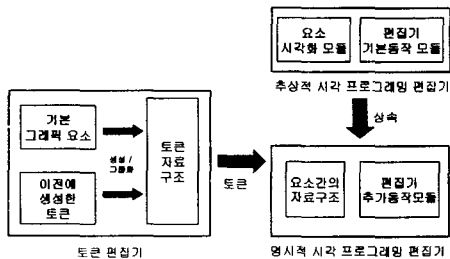 요소
시각화 모듈
편집기
기본동작 모듈
추상적 시각 프로그래밍 편집기
상속
기본
그래픽 요소
생성 /
그룹화
이전에
생성한
토큰
토큰
자료
구조
토큰
토큰 편집기
요소간의
자료구조
편집기
추가동작모듈
명시적 시각 프로그래밍 편집기